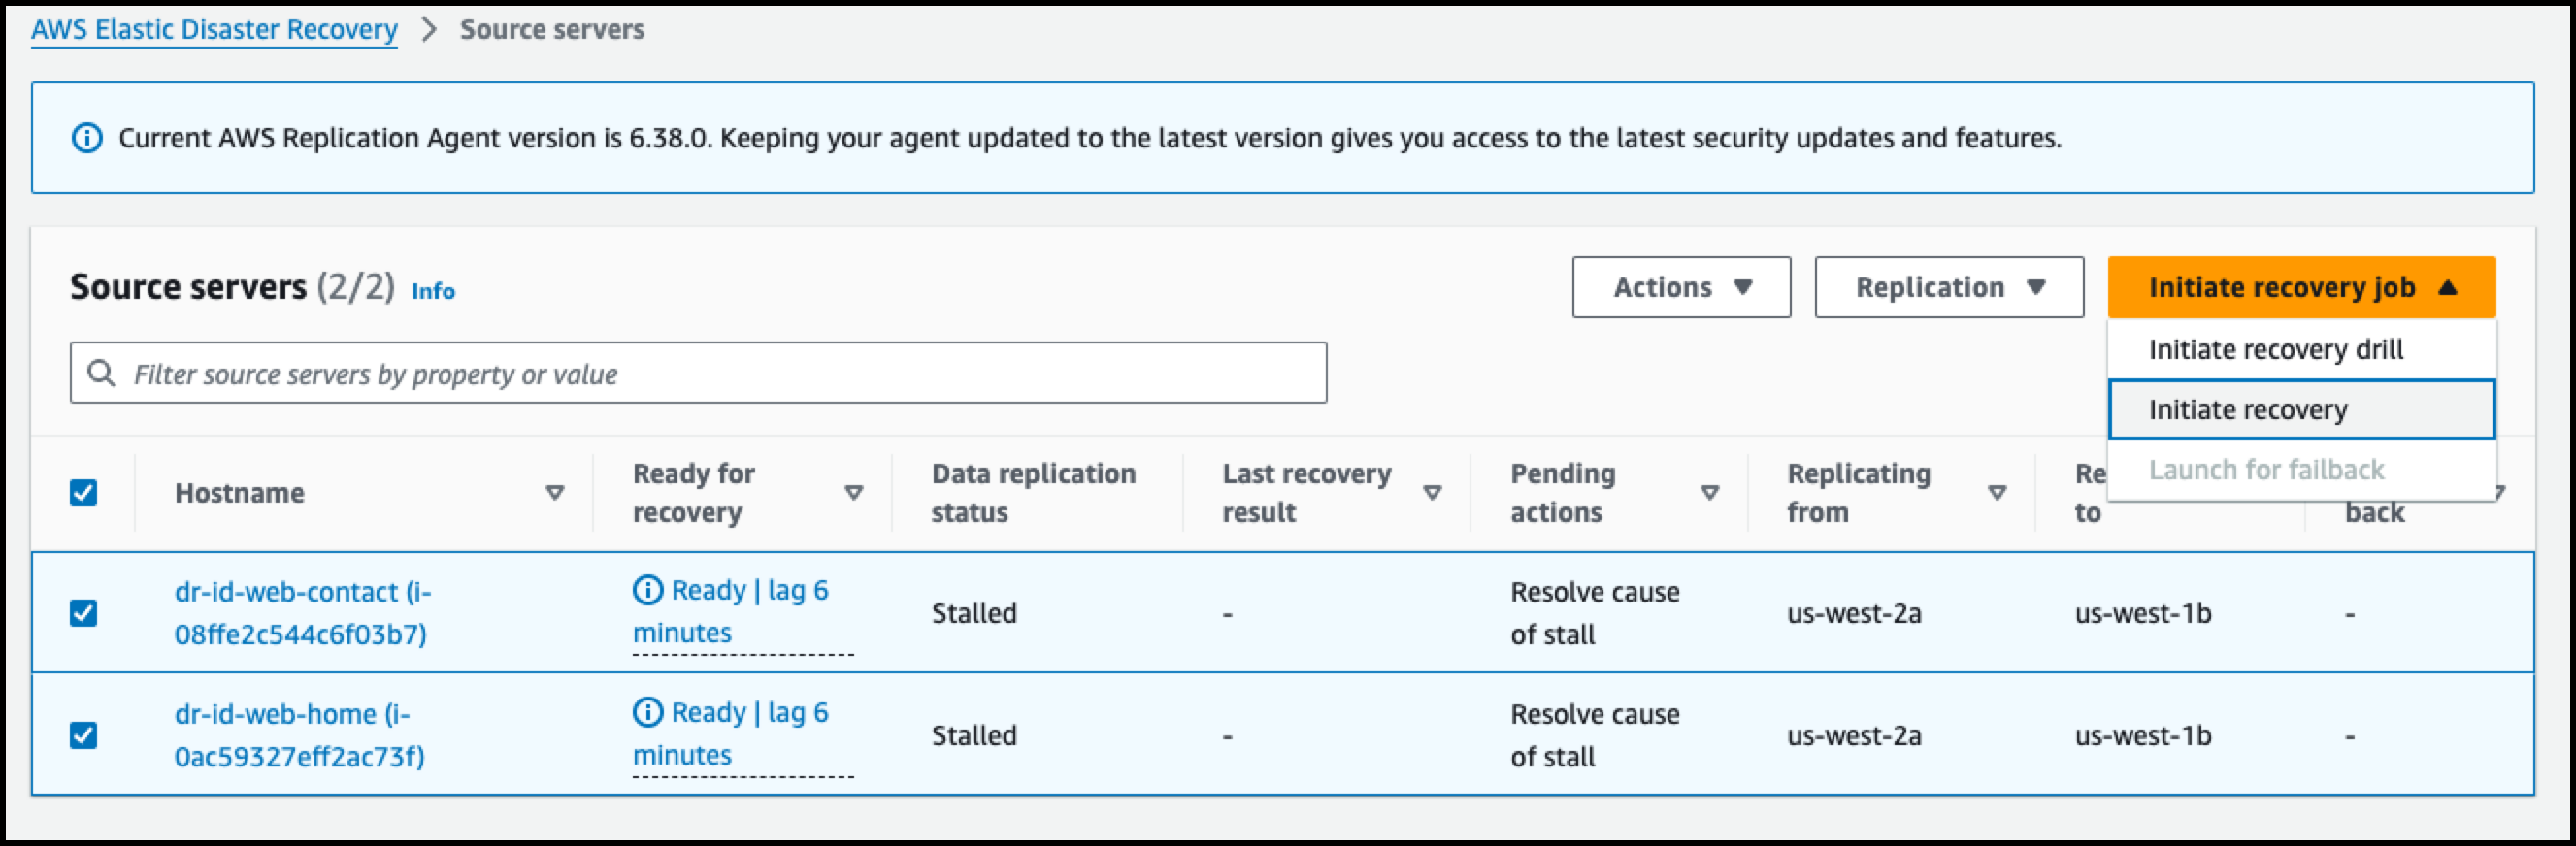 AWS Elastic Disaster Recovery > Source servers
Current AWS Replication Agent version is 6.38.0. Keeping your agent updated to the latest version gives you access to the latest security updates and features.
Source servers (2/2) Info
Actions
Replication
Initiate recovery job
Initiate recovery drill
Initiate recovery
Launch for failback
Filter source servers by property or value
Hostname
Ready for
recovery
Data replication
status
Last recovery
result
Pending
actions
Replicating
from
Re
to
back
dr-id-web-contact (i-
08ffe2c544c6f03b7)
Ready | lag 6
minutes
Stalled
-
Resolve cause
of stall
us-west-2a
us-west-1b
-
dr-id-web-home (i-
0ac59327eff2ac73f)
Ready | lag 6
minutes
Stalled
-
Resolve cause
of stall
us-west-2a
us-west-1b
-